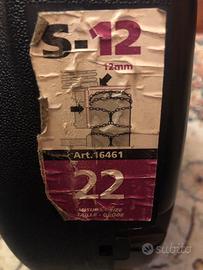 S-12
12mm
Art.16461
22
MISURA - SIZE
TAILLE - GRÖßE
subito